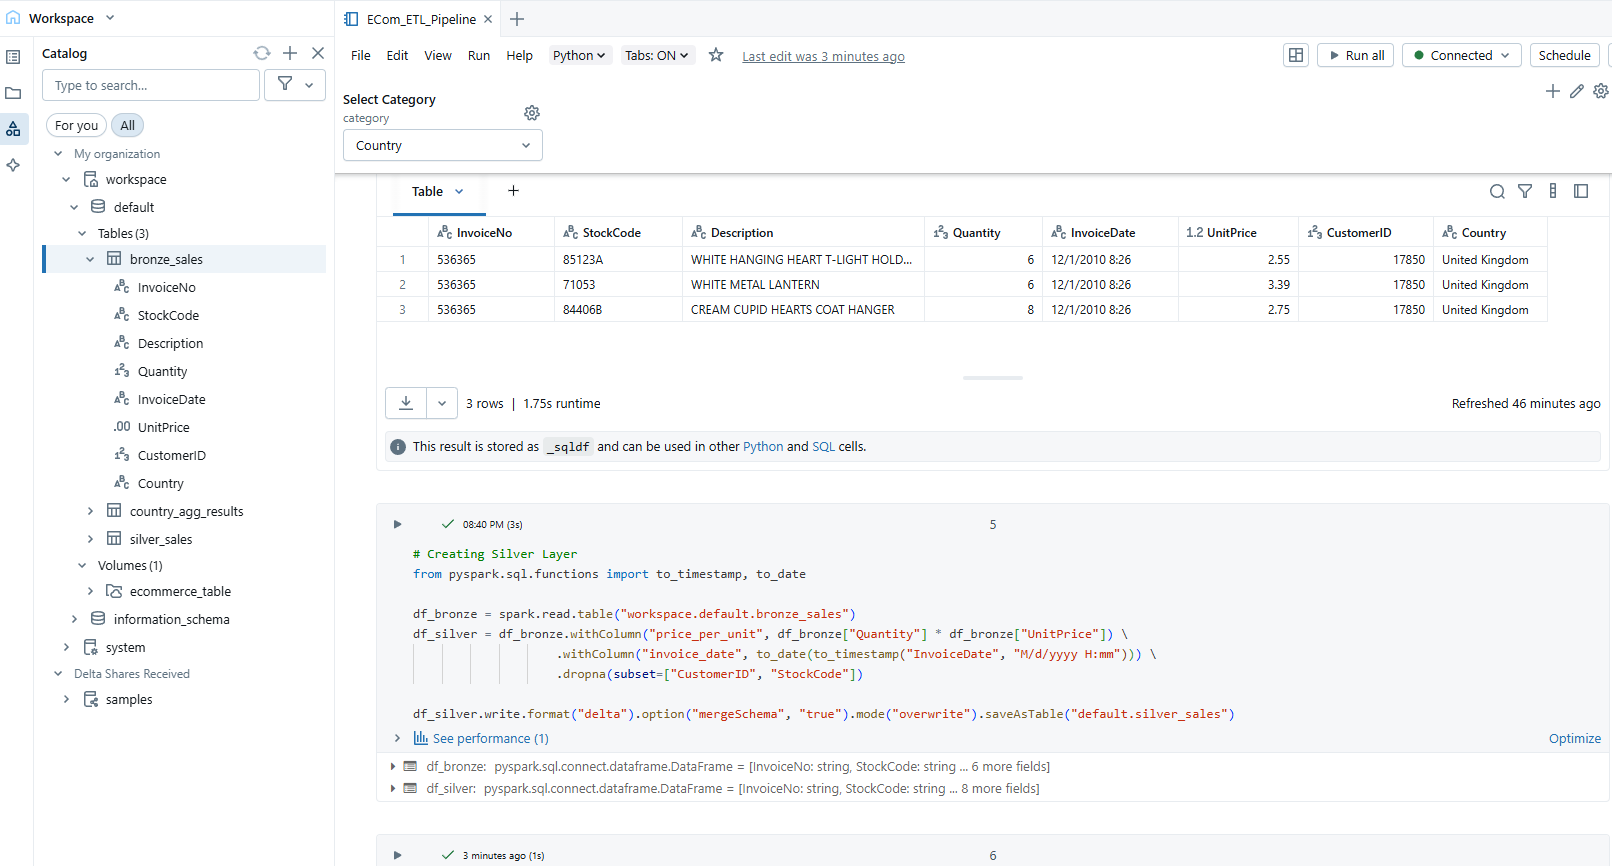 Workspace
Catalog
Type to search...
For you
All
My organization
workspace
default
Tables (3)
bronze_sales
InvoiceNo
StockCode
Description
Quantity
InvoiceDate
.00 UnitPrice
CustomerID
Country
country_agg_results
silver_sales
Volumes (1)
ecommerce_table
information_schema
system
Delta Shares Received
samples
ECom_ETL_Pipeline
File Edit View Run Help Python Tabs: ON Last edit was 3 minutes ago
Run all Connected Schedule
Select Category
category
Country
Table
InvoiceNo StockCode Description Quantity InvoiceDate 1.2 UnitPrice CustomerID Country
1 536365 85123A WHITE HANGING HEART T-LIGHT HOLD... 6 12/1/2010 8:26 2.55 17850 United Kingdom
2 536365 71053 WHITE METAL LANTERN 6 12/1/2010 8:26 3.39 17850 United Kingdom
3 536365 84406B CREAM CUPID HEARTS COAT HANGER 8 12/1/2010 8:26 2.75 17850 United Kingdom
3 rows | 1.75s runtime
Refreshed 46 minutes ago
This result is stored as _sqldf and can be used in other Python and SQL cells.
08:40 PM (3s) 5
# Creating Silver Layer
from pyspark.sql.functions import to_timestamp, to_date
df_bronze = spark.read.table("workspace.default.bronze_sales")
df_silver = df_bronze.withColumn("price_per_unit", df_bronze["Quantity"] * df_bronze["UnitPrice"]) \
.withColumn("invoice_date", to_date(to_timestamp("InvoiceDate", "M/d/yyyy H:mm"))) \
.dropna(subset=["CustomerID", "StockCode"])
df_silver.write.format("delta").option("mergeSchema", "true").mode("overwrite").saveAsTable("default.silver_sales")
See performance (1)
Optimize
df_bronze: pyspark.sql.connect.dataframe.DataFrame = [InvoiceNo: string, StockCode: string ... 6 more fields]
df_silver: pyspark.sql.connect.dataframe.DataFrame = [InvoiceNo: string, StockCode: string ... 8 more fields]
3 minutes ago (1s) 6